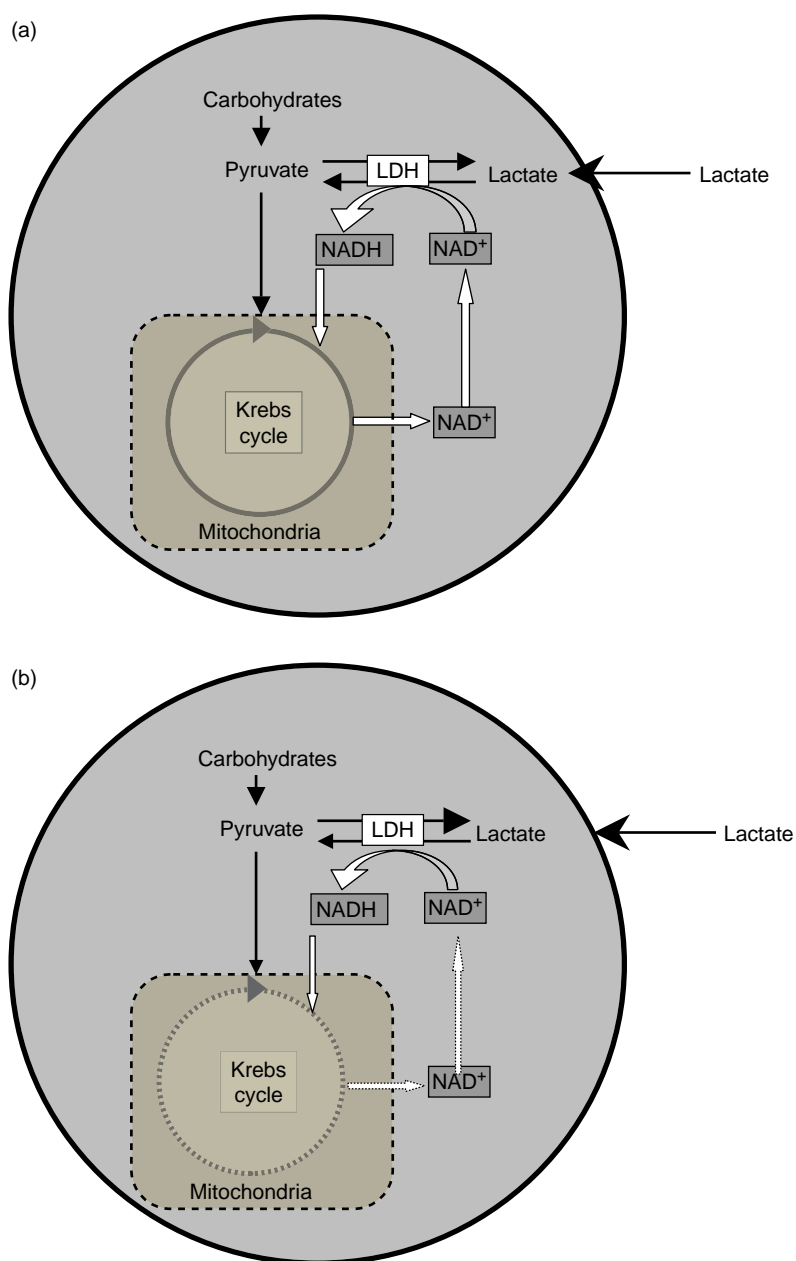 (a)
Carbohydrates
Pyruvate
LDH
Lactate
Lactate
NADH
NAD+
Krebs
cycle
NAD+
Mitochondria
(b)
Carbohydrates
Pyruvate
LDH
Lactate
Lactate
NADH
NAD+
Krebs
cycle
NAD+
Mitochondria